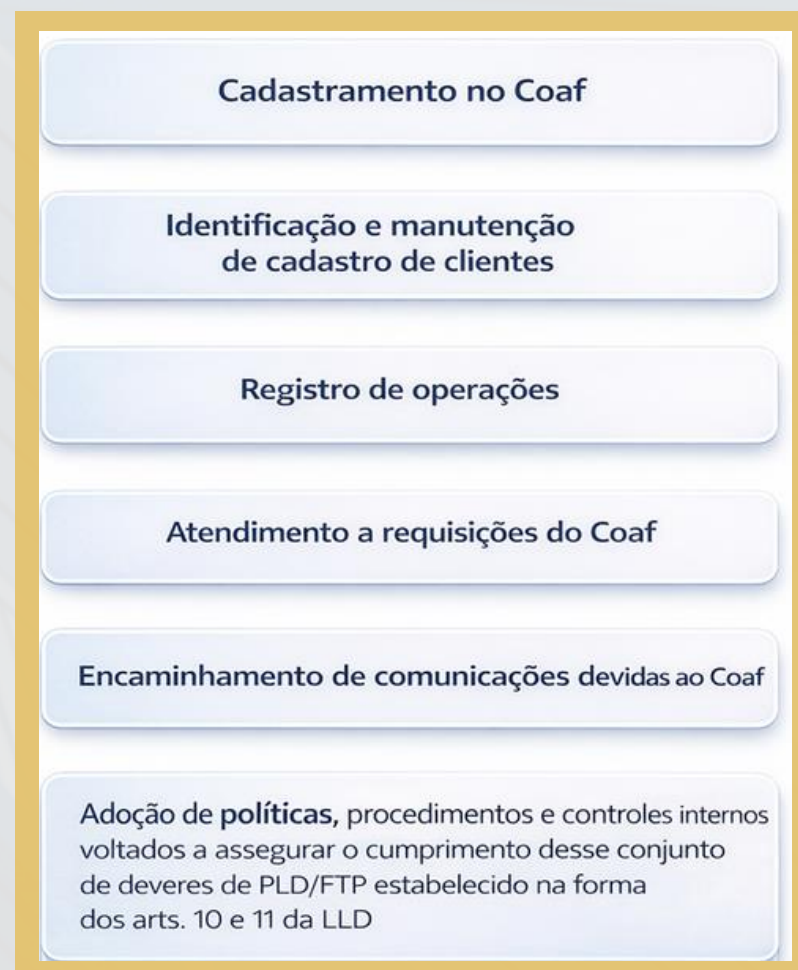 Cadastramento no Coaf
Identificação e manutenção
de cadastro de clientes
Registro de operações
Atendimento a requisições do Coaf
Encaminhamento de comunicações devidas ao Coaf
Adoção de políticas, procedimentos e controles internos
voltados a assegurar o cumprimento desse conjunto
de deveres de PLD/FTP estabelecido na forma
dos arts. 10 e 11 da LLD